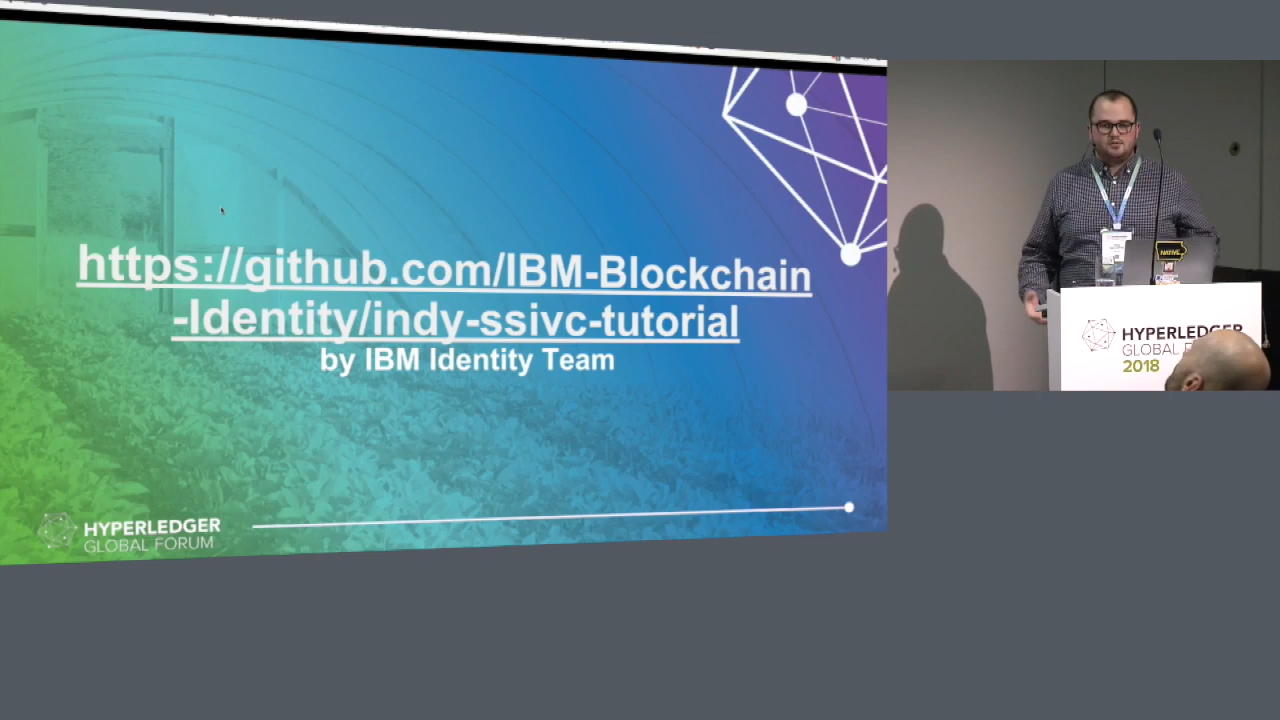 https://github.com/IBM-Blockchain
-Identity/indy-ssivc-tutorial
by IBM Identity Team
HYPERLEDGER
GLOBAL FORUM
NATIVE
HYPERLEDGER
GLOBAL
2018